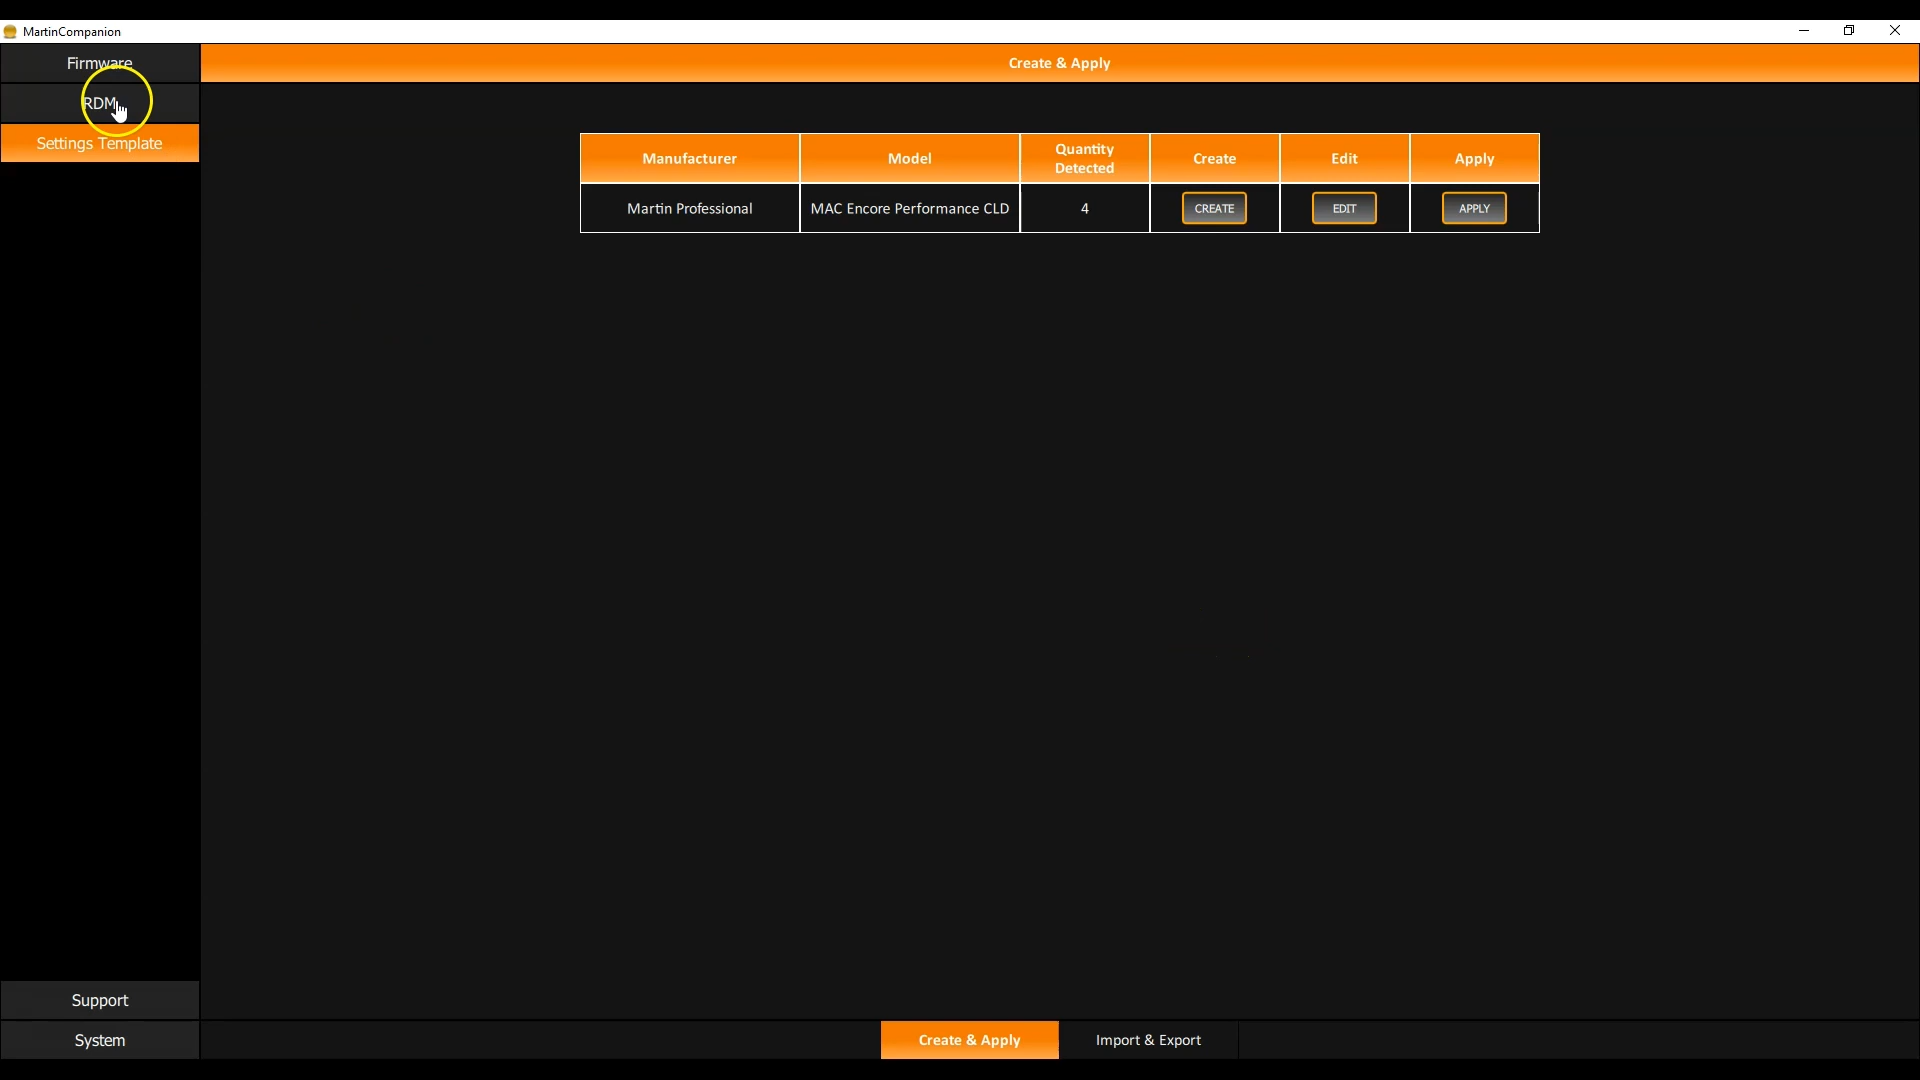 MartinCompanion
Firmware
RDM
Settings Template
Support
System
Create & Apply
Manufacturer Model Quantity Detected Create Edit Apply
Martin Professional MAC Encore Performance CLD 4 CREATE EDIT APPLY
Create & Apply Import & Export